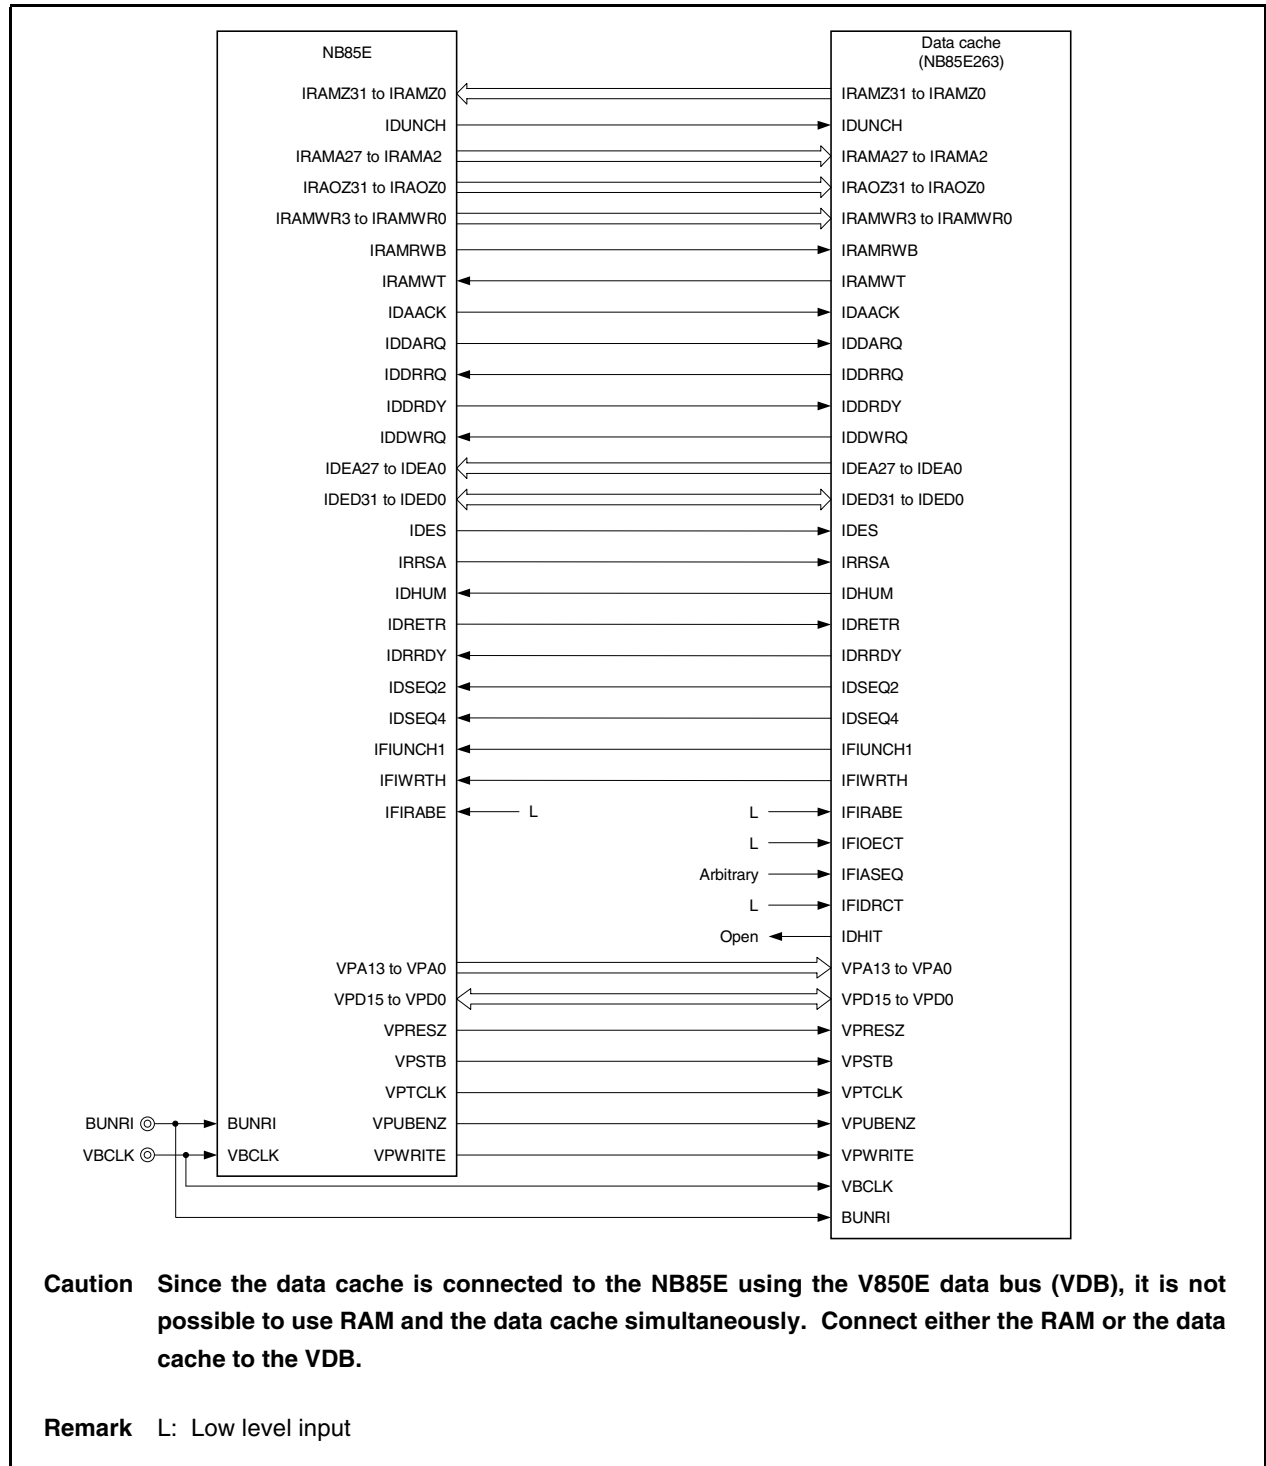 NB85E
Data cache
(NB85E263)
IRAMZ31 to IRAMZ0 IRAMZ31 to IRAMZ0
IDUNCH IDUNCH
IRAMA27 to IRAMA2 IRAMA27 to IRAMA2
IRAOZ31 to IRAOZ0 IRAOZ31 to IRAOZ0
IRAMWR3 to IRAMWR0 IRAMWR3 to IRAMWR0
IRAMRWB IRAMRWB
IRAMWT IRAMWT
IDAACK IDAACK
IDDARQ IDDARQ
IDDRRQ IDDRRQ
IDDRDY IDDRDY
IDDWRQ IDDWRQ
IDEA27 to IDEA0 IDEA27 to IDEA0
IDED31 to IDED0 IDED31 to IDED0
IDES IDES
IRRSA IRRSA
IDHUM IDHUM
IDRETR IDRETR
IDRRDY IDRRDY
IDSEQ2 IDSEQ2
IDSEQ4 IDSEQ4
IFIUNCH1 IFIUNCH1
IFIWRTH IFIWRTH
IFIRABE L L IFIRABE
L IFIOECT
Arbitrary IFIASEQ
L IFIDRCT
Open IDHIT
VPA13 to VPA0 VPA13 to VPA0
VPD15 to VPD0 VPD15 to VPD0
VPRESZ VPRESZ
VPSTB VPSTB
VPTCLK VPTCLK
BUNRI BUNRI VPUBENZ VPUBENZ
VBCLK VBCLK VPWRITE VPWRITE
VBCLK
BUNRI
Caution Since the data cache is connected to the NB85E using the V850E data bus (VDB), it is not
possible to use RAM and the data cache simultaneously. Connect either the RAM or the data
cache to the VDB.
Remark L: Low level input